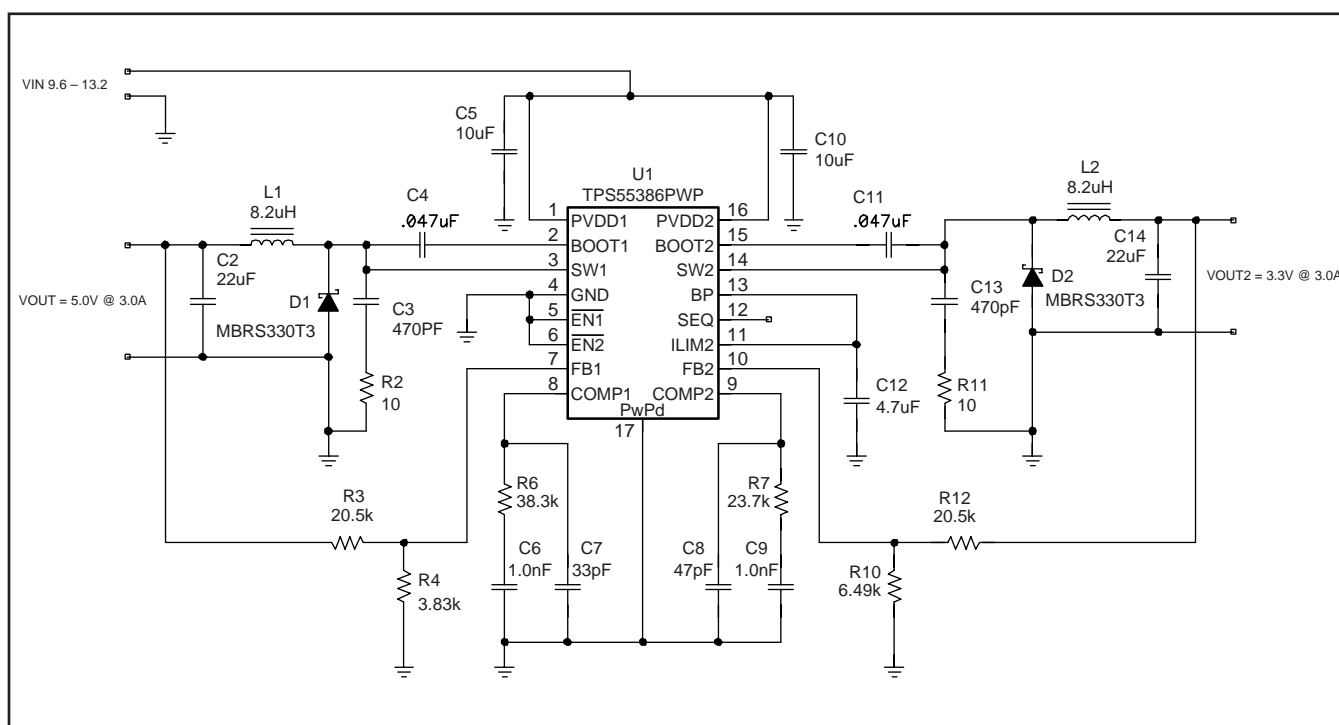 VIN 9.6 – 13.2
C5
10uF
C10
10uF
U1
TPS55386PWP
L1
8.2uH
C4
.047uF
C11
.047uF
L2
8.2uH
1
PVDD1
PVDD2
16
2
BOOT1
BOOT2
15
3
SW1
SW2
14
4
GND
BP
13
5
EN1
SEQ
12
6
EN2
ILIM2
11
7
FB1
FB2
10
8
COMP1
COMP2
9
PwPd
17
C2
22uF
VOUT = 5.0V @ 3.0A
D1
MBRS330T3
C3
470PF
R2
10
C12
4.7uF
C13
470pF
R11
10
D2
MBRS330T3
C14
22uF
VOUT2 = 3.3V @ 3.0A
R3
20.5k
R4
3.83k
R6
38.3k
C6
1.0nF
C7
33pF
R7
23.7k
C8
47pF
C9
1.0nF
R12
20.5k
R10
6.49k